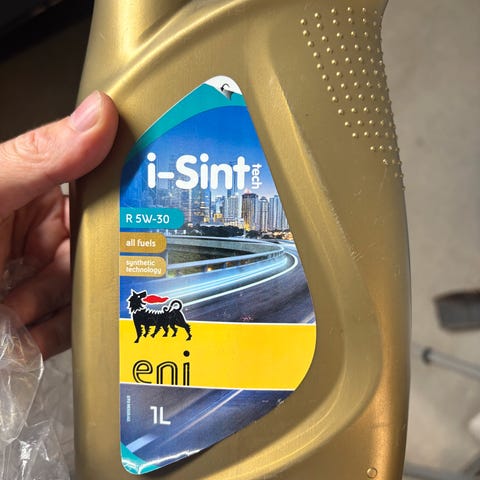 i-Sint tech
R 5W-30
all fuels
synthetic
technology
eni
1L